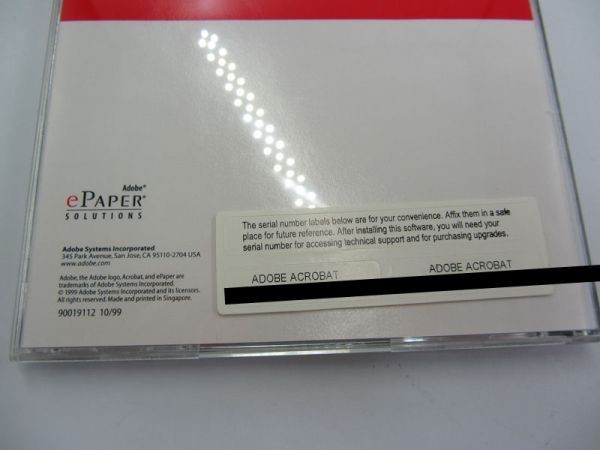 Adobe®
ePAPER®
SOLUTIONS
Adobe Systems Incorporated
345 Park Avenue, San Jose, CA 95110-2704 USA
www.adobe.com
Adobe, the Adobe logo, Acrobat, and ePaper are
trademarks of Adobe Systems Incorporated.
© 1999 Adobe Systems Incorporated and its licensors.
All rights reserved. Made and printed in Singapore.
90019112 10/99
The serial number labels below are for your convenience. Affix them in a safe
place for future reference. After installing this software, you will need your
serial number for accessing technical support and for purchasing upgrades.
ADOBE ACROBAT
ADOBE ACROBAT